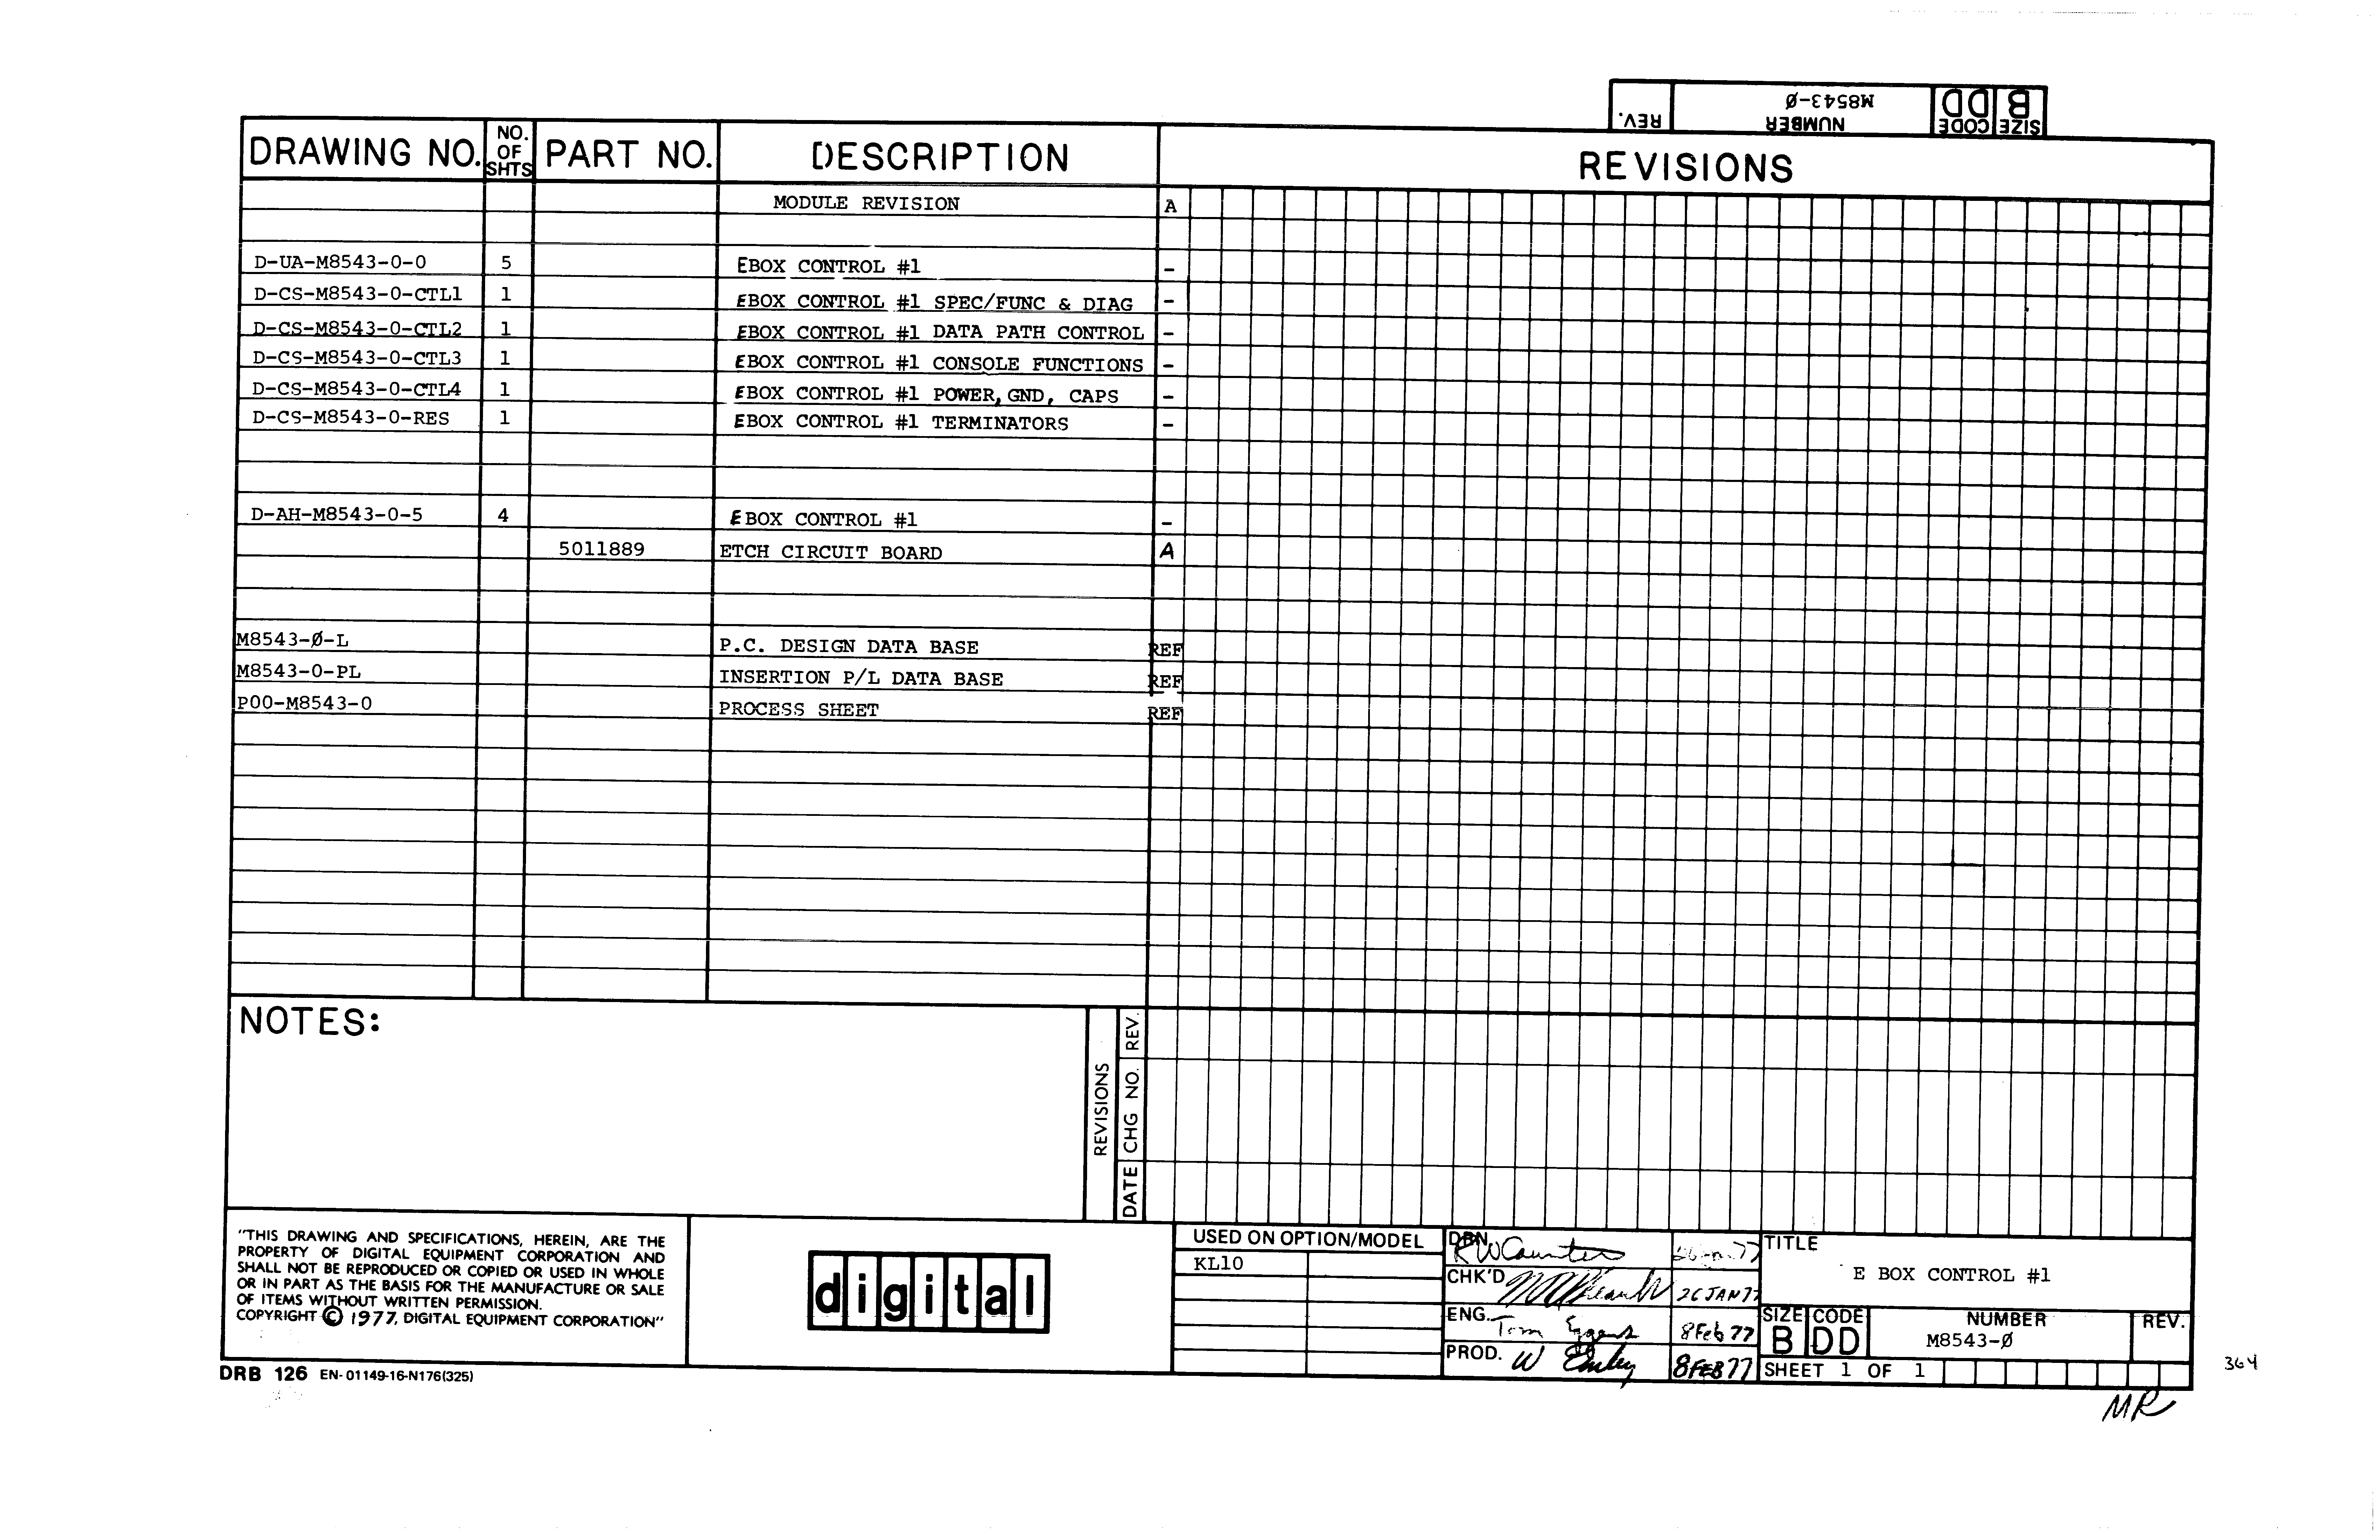 REV. NUMBER M8543-Ø SIZE CODE B DD
DRAWING NO. NO. OF SHTS PART NO. DESCRIPTION REVISIONS
MODULE REVISION A
D-UA-M8543-0-0 5 EBOX CONTROL #1 -
D-CS-M8543-0-CTL1 1 EBOX CONTROL #1 SPEC/FUNC & DIAG -
D-CS-M8543-0-CTL2 1 EBOX CONTROL #1 DATA PATH CONTROL -
D-CS-M8543-0-CTL3 1 EBOX CONTROL #1 CONSOLE FUNCTIONS -
D-CS-M8543-0-CTL4 1 EBOX CONTROL #1 POWER, GND, CAPS -
D-CS-M8543-0-RES 1 EBOX CONTROL #1 TERMINATORS -
D-AH-M8543-0-5 4 EBOX CONTROL #1 -
5011889 ETCH CIRCUIT BOARD A
M8543-Ø-L P.C. DESIGN DATA BASE REF
M8543-0-PL INSERTION P/L DATA BASE REF
P00-M8543-0 PROCESS SHEET REF
NOTES:
REVISIONS
DATE CHG NO. REV.
"THIS DRAWING AND SPECIFICATIONS, HEREIN, ARE THE
PROPERTY OF DIGITAL EQUIPMENT CORPORATION AND
SHALL NOT BE REPRODUCED OR COPIED OR USED IN WHOLE
OR IN PART AS THE BASIS FOR THE MANUFACTURE OR SALE
OF ITEMS WITHOUT WRITTEN PERMISSION.
COPYRIGHT © 1977, DIGITAL EQUIPMENT CORPORATION"
digital
USED ON OPTION/MODEL
KL10
DRN. RW Caunter
CHK'D 26 JAN 77
ENG. Tom Eggers 8 Feb 77
PROD. W 8 FEB 77
TITLE
E BOX CONTROL #1
SIZE CODE NUMBER REV.
B DD M8543-Ø
SHEET 1 OF 1
DRB 126 EN-01149-16-N176(325)
364
MR